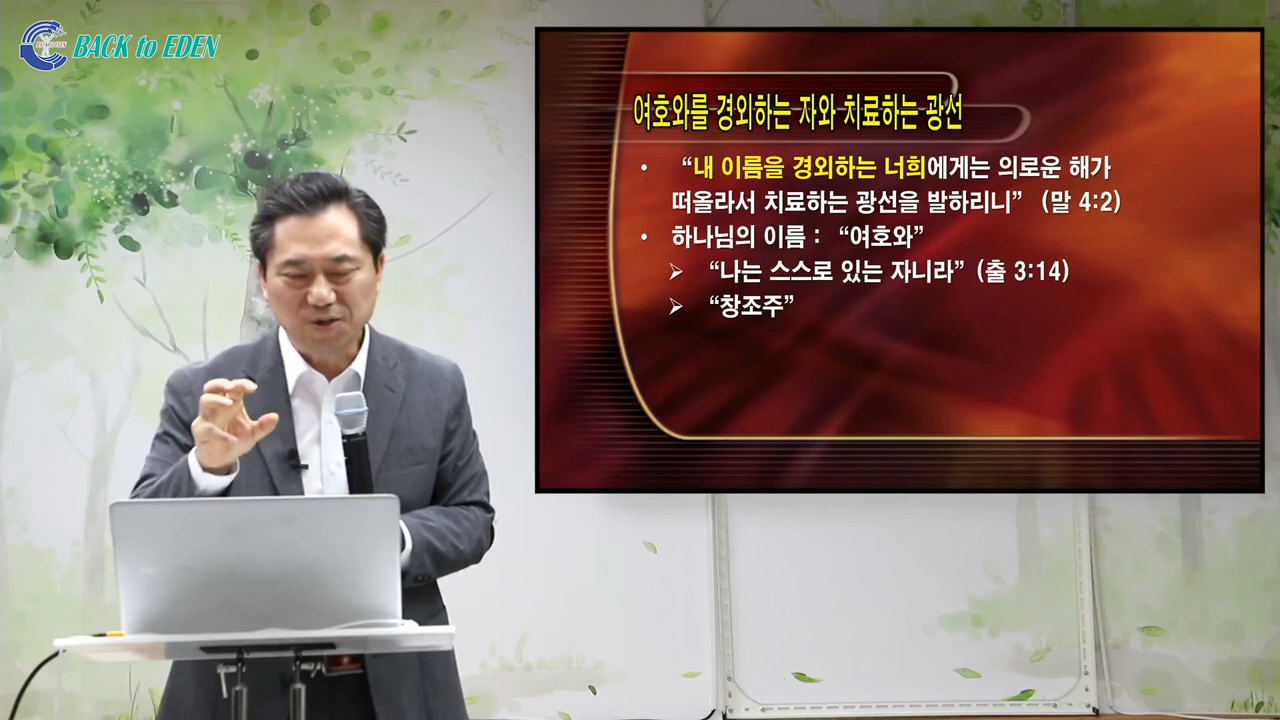 BACK to EDEN
여호와를 경외하는 자와 치료하는 광선
• “내 이름을 경외하는 너희에게는 의로운 해가
떠올라서 치료하는 광선을 발하리니” (말 4:2)
• 하나님의 이름 : “여호와”
➢ “나는 스스로 있는 자니라” (출 3:14)
➢ “창조주”